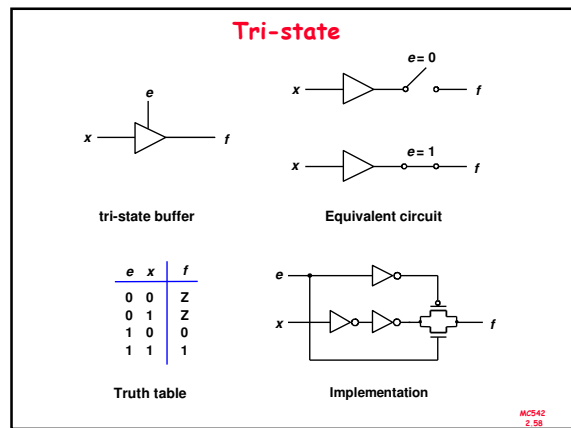 Tri-state
e
x
f
tri-state buffer
e = 0
x
f
e = 1
x
f
Equivalent circuit
e x f
0 0 Z
0 1 Z
1 0 0
1 1 1
Truth table
e
x
f
Implementation
MC542
2.58